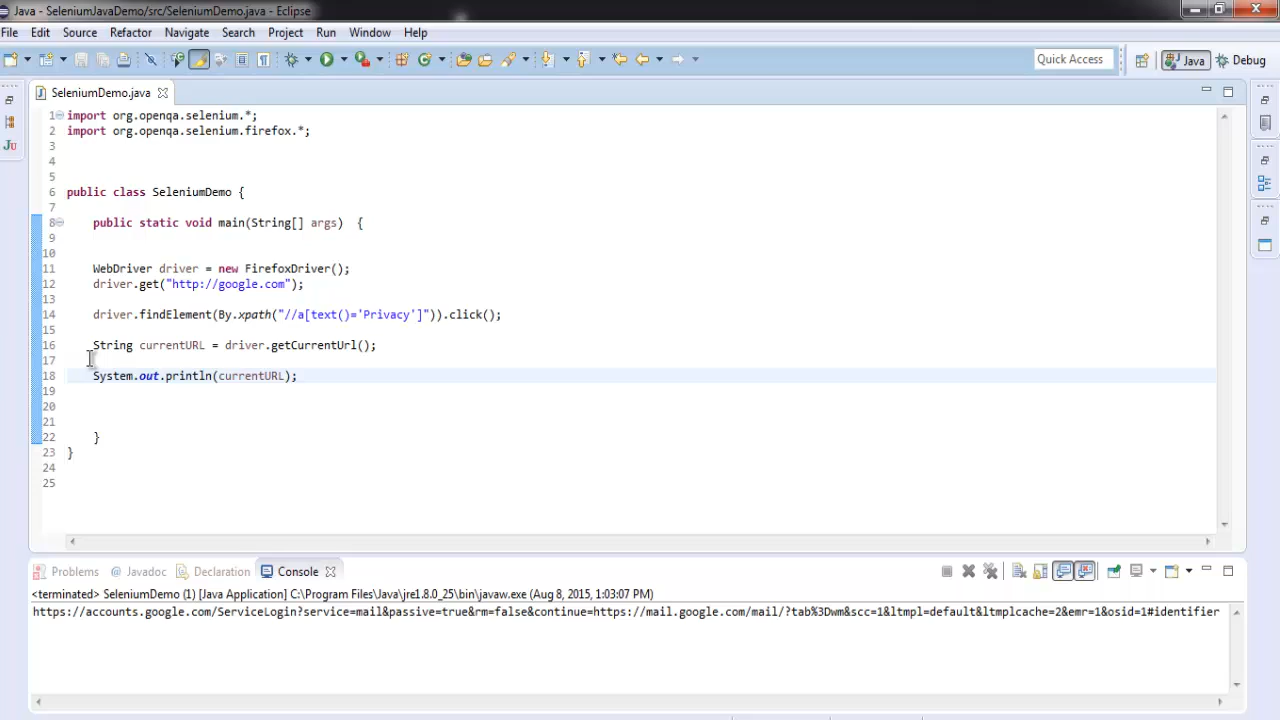 Java - SeleniumJavaDemo/src/SeleniumDemo.java - Eclipse
File Edit Source Refactor Navigate Search Project Run Window Help
Quick Access Java Debug
SeleniumDemo.java
1 import org.openqa.selenium.*;
2 import org.openqa.selenium.firefox.*;
3
4
5
6 public class SeleniumDemo {
7
8 public static void main(String[] args) {
9
10
11 WebDriver driver = new FirefoxDriver();
12 driver.get("http://google.com");
13
14 driver.findElement(By.xpath("//a[text()='Privacy']")).click();
15
16 String currentURL = driver.getCurrentUrl();
17
18 System.out.println(currentURL);
19
20
21
22 }
23 }
24
25
Problems @ Javadoc Declaration Console
<terminated> SeleniumDemo (1) [Java Application] C:\Program Files\Java\jre1.8.0_25\bin\javaw.exe (Aug 8, 2015, 1:03:07 PM)
https://accounts.google.com/ServiceLogin?service=mail&passive=true&rm=false&continue=https://mail.google.com/mail/?tab%3Dwm&scc=1&ltmpl=default&ltmplcache=2&emr=1&osid=1#identifier